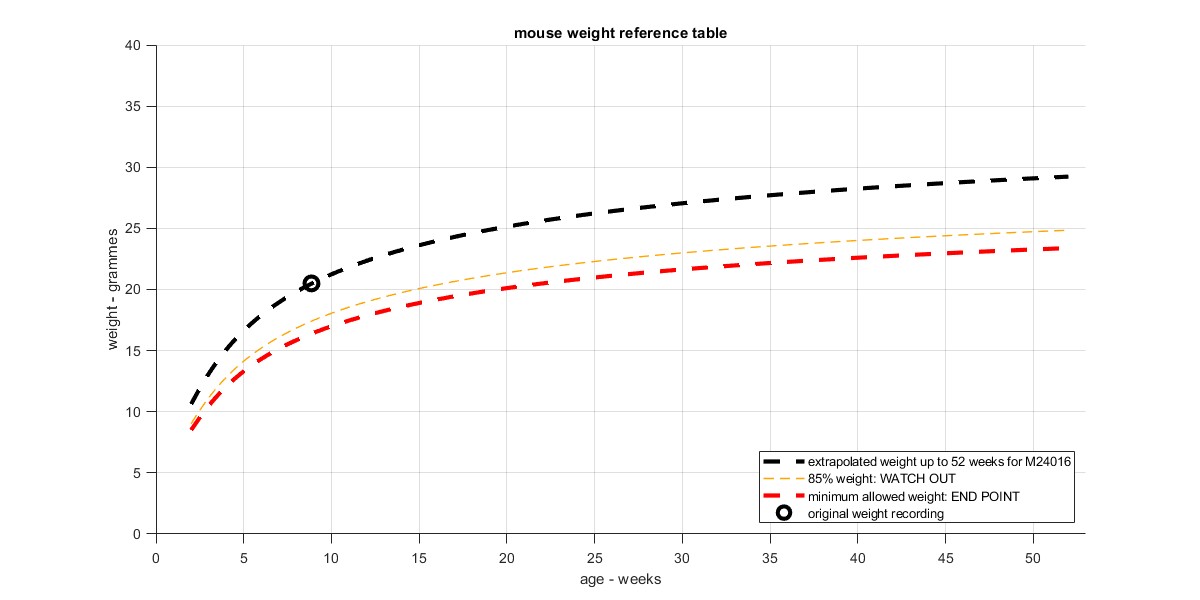 mouse weight reference table
40
35
30
25
20
15
10
5
0
weight - grammes
0 5 10 15 20 25 30 35 40 45 50
age - weeks
extrapolated weight up to 52 weeks for M24016
85% weight: WATCH OUT
minimum allowed weight: END POINT
original weight recording